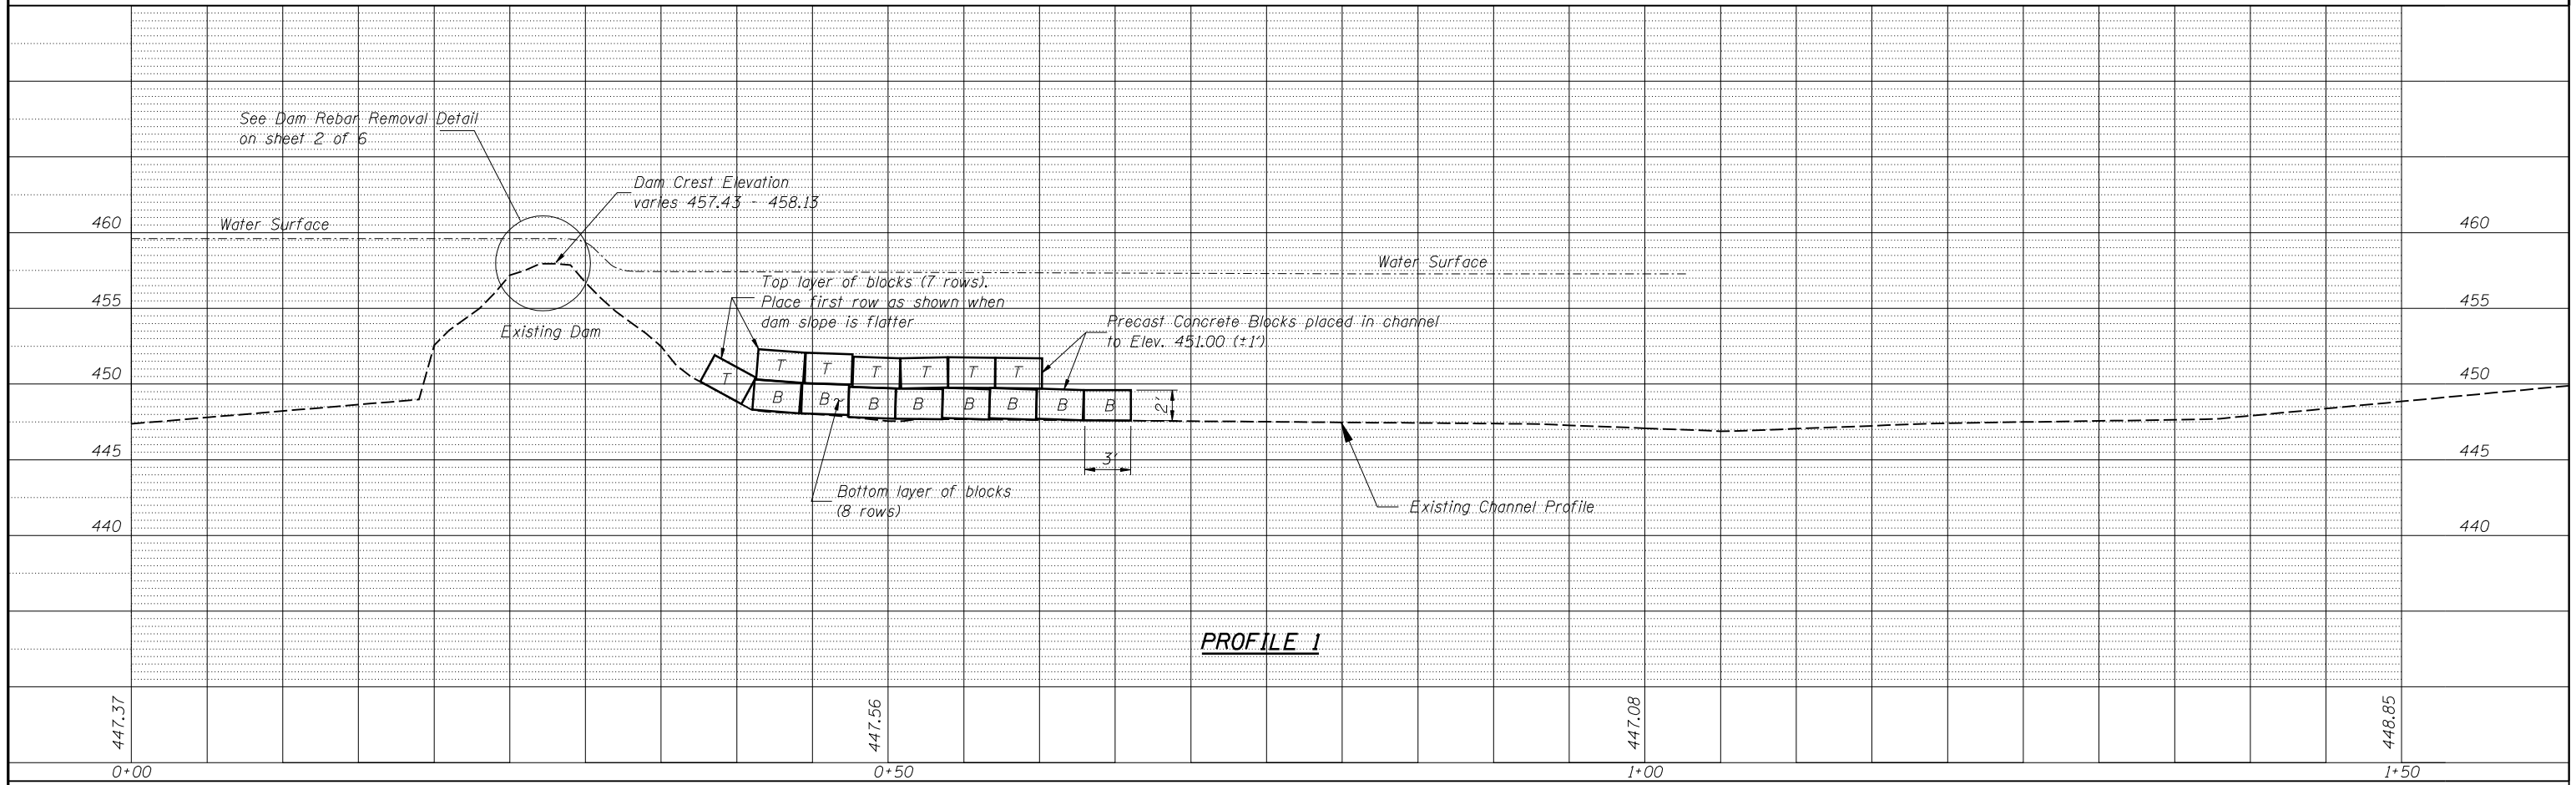 See Dam Rebar Removal Detail
on sheet 2 of 6
Dam Crest Elevation
varies 457.43 - 458.13
460
Water Surface
460
Water Surface
Top layer of blocks (7 rows).
Place first row as shown when
dam slope is flatter
455
455
Existing Dam
Precast Concrete Blocks placed in channel
to Elev. 451.00 (±1')
450
450
T T T T T T T
B B B B B B B B
2'
445
3'
445
Bottom layer of blocks
(8 rows)
Existing Channel Profile
440
440
PROFILE 1
447.37
447.56
447.08
448.85
0+00
0+50
1+00
1+50